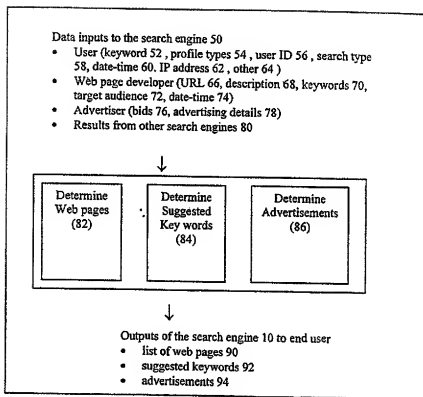 Data inputs to the search engine 50
• User (keyword 52 , profile types 54 , user ID 56 , search type
58, date-time 60. IP address 62 , other 64 )
• Web page developer (URL 66, description 68, keywords 70,
target audience 72, date-time 74)
• Advertiser (bids 76, advertising details 78)
• Results from other search engines 80
↓
Determine
Web pages
(82)
Determine
Suggested
Key words
(84)
Determine
Advertisements
(86)
↓
Outputs of the search engine 10 to end user
• list of web pages 90
• suggested keywords 92
• advertisements 94